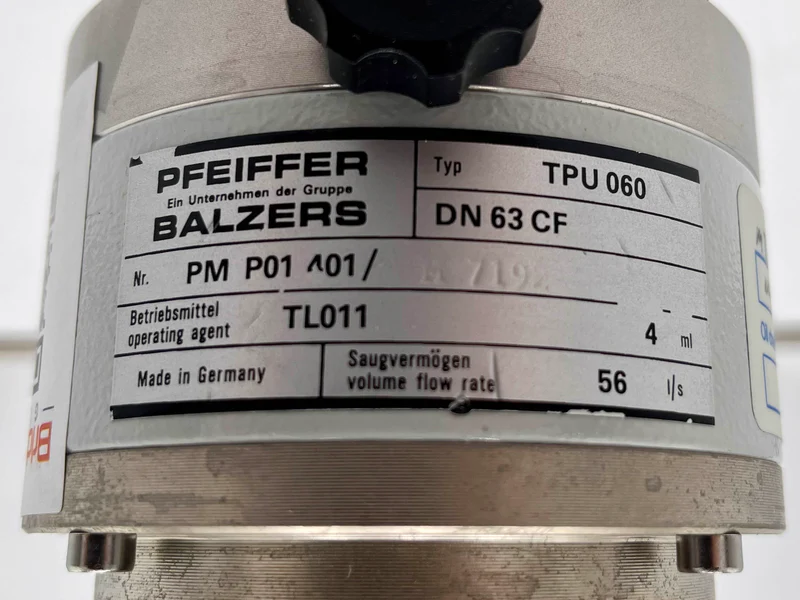 PFEIFFER
Ein Unternehmen der Gruppe
BALZERS
Typ TPU 060
DN 63 CF
Nr. PM P01 401/
Betriebsmittel
operating agent TL011 4 ml
Made in Germany
Saugvermögen
volume flow rate 56 l/s